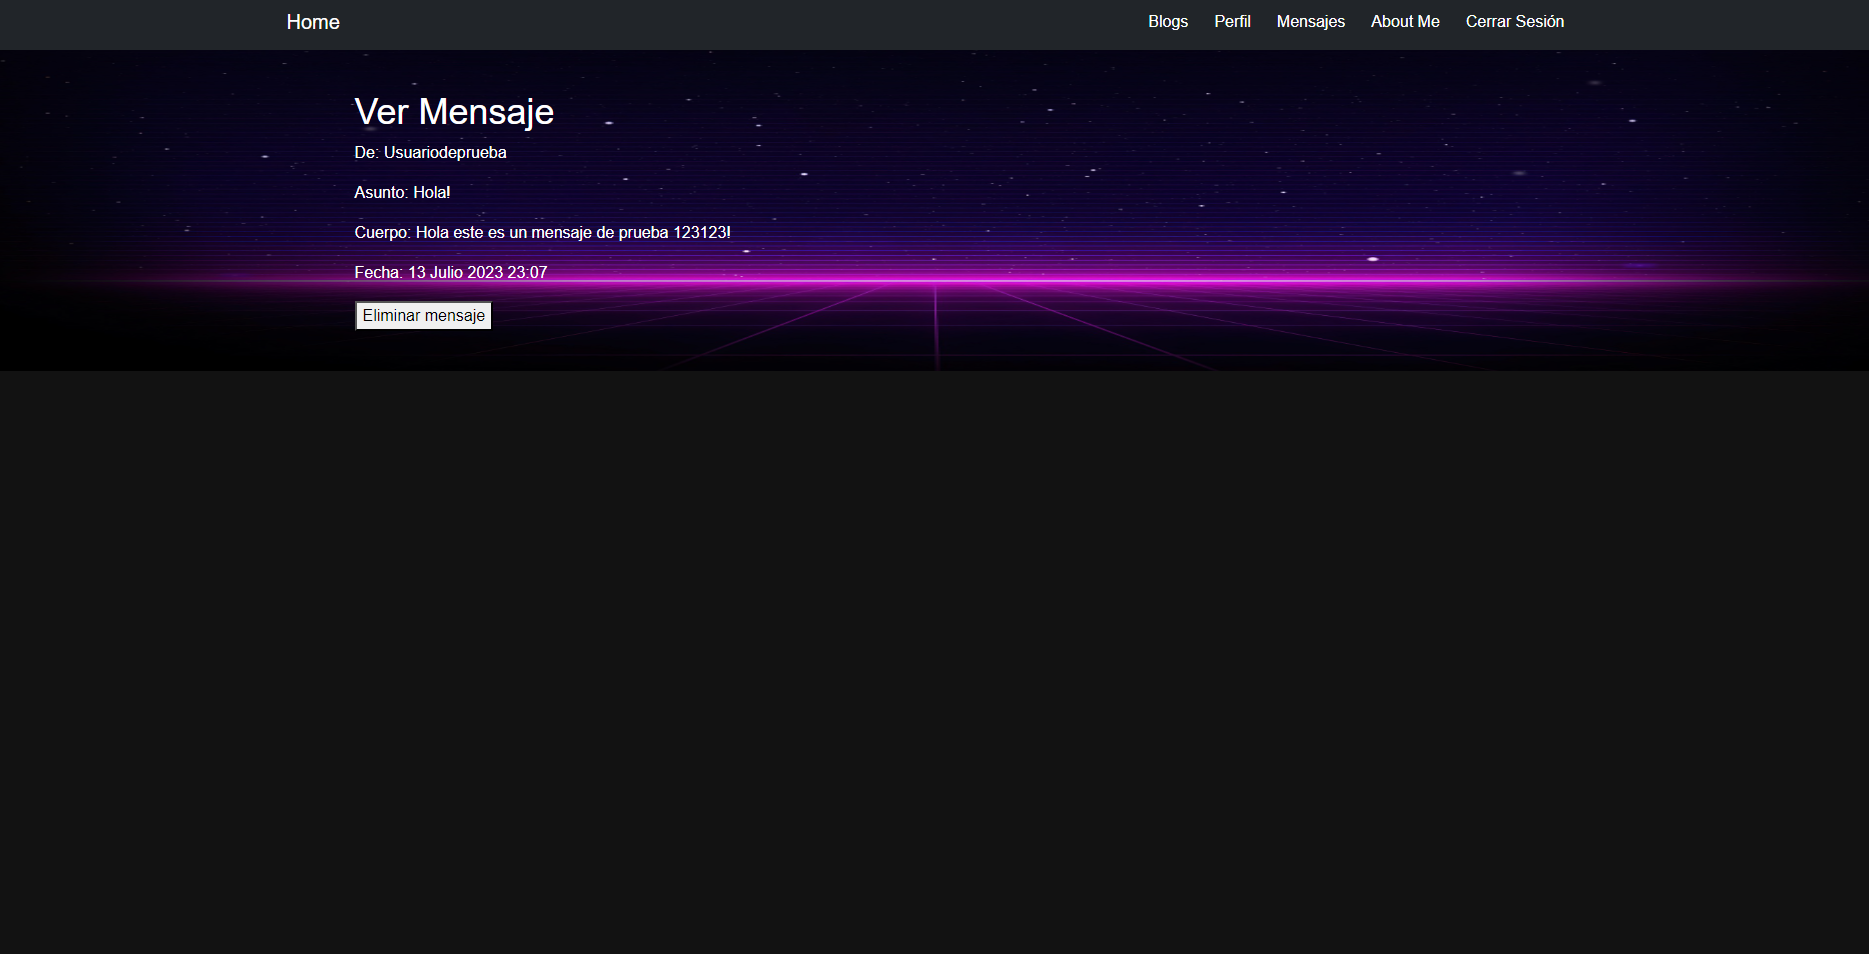 Home Blogs Perfil Mensajes About Me Cerrar Sesión
Ver Mensaje
De: Usuariodeprueba
Asunto: Hola!
Cuerpo: Hola este es un mensaje de prueba 123123!
Fecha: 13 Julio 2023 23:07
Eliminar mensaje